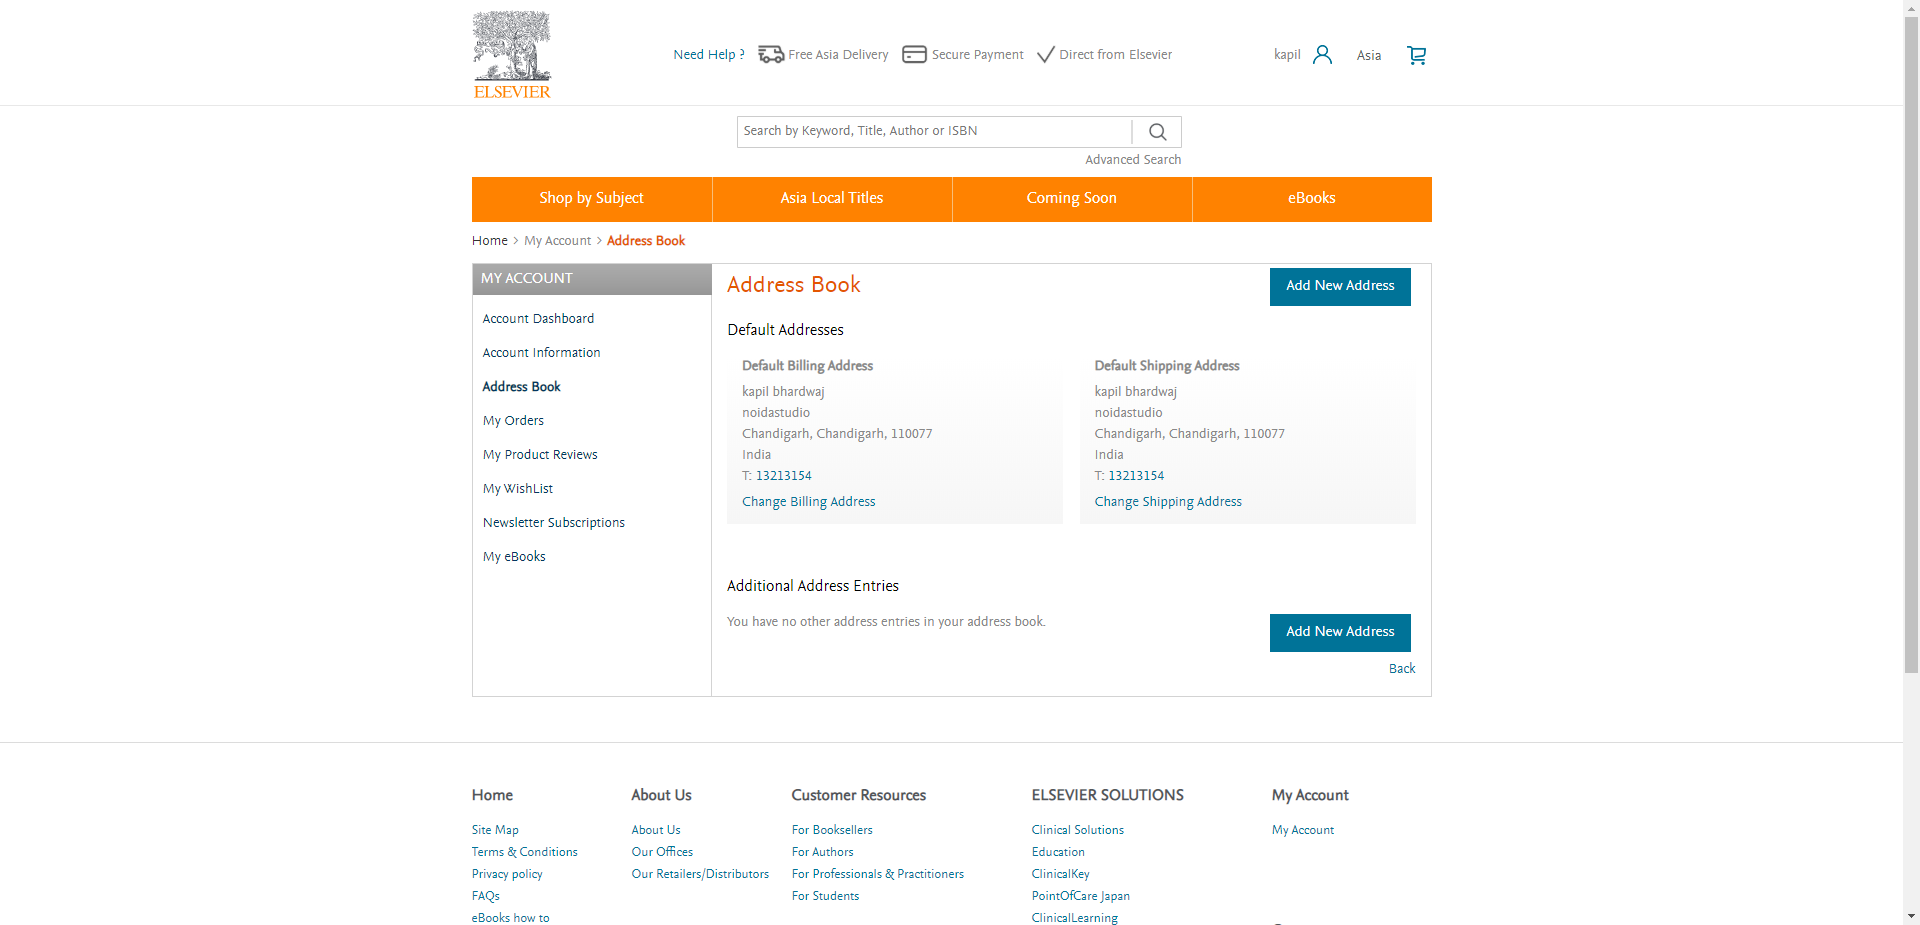 ELSEVIER
Need Help ?
Free Asia Delivery
Secure Payment
Direct from Elsevier
kapil
Asia
Search by Keyword, Title, Author or ISBN
Advanced Search
Shop by Subject
Asia Local Titles
Coming Soon
eBooks
Home > My Account > Address Book
MY ACCOUNT
Account Dashboard
Account Information
Address Book
My Orders
My Product Reviews
My WishList
Newsletter Subscriptions
My eBooks
Address Book
Add New Address
Default Addresses
Default Billing Address
kapil bhardwaj
noidastudio
Chandigarh, Chandigarh, 110077
India
T: 13213154
Change Billing Address
Default Shipping Address
kapil bhardwaj
noidastudio
Chandigarh, Chandigarh, 110077
India
T: 13213154
Change Shipping Address
Additional Address Entries
You have no other address entries in your address book.
Add New Address
Back
Home
Site Map
Terms & Conditions
Privacy policy
FAQs
eBooks how to
About Us
About Us
Our Offices
Our Retailers/Distributors
Customer Resources
For Booksellers
For Authors
For Professionals & Practitioners
For Students
ELSEVIER SOLUTIONS
Clinical Solutions
Education
ClinicalKey
PointOfCare Japan
ClinicalLearning
My Account
My Account